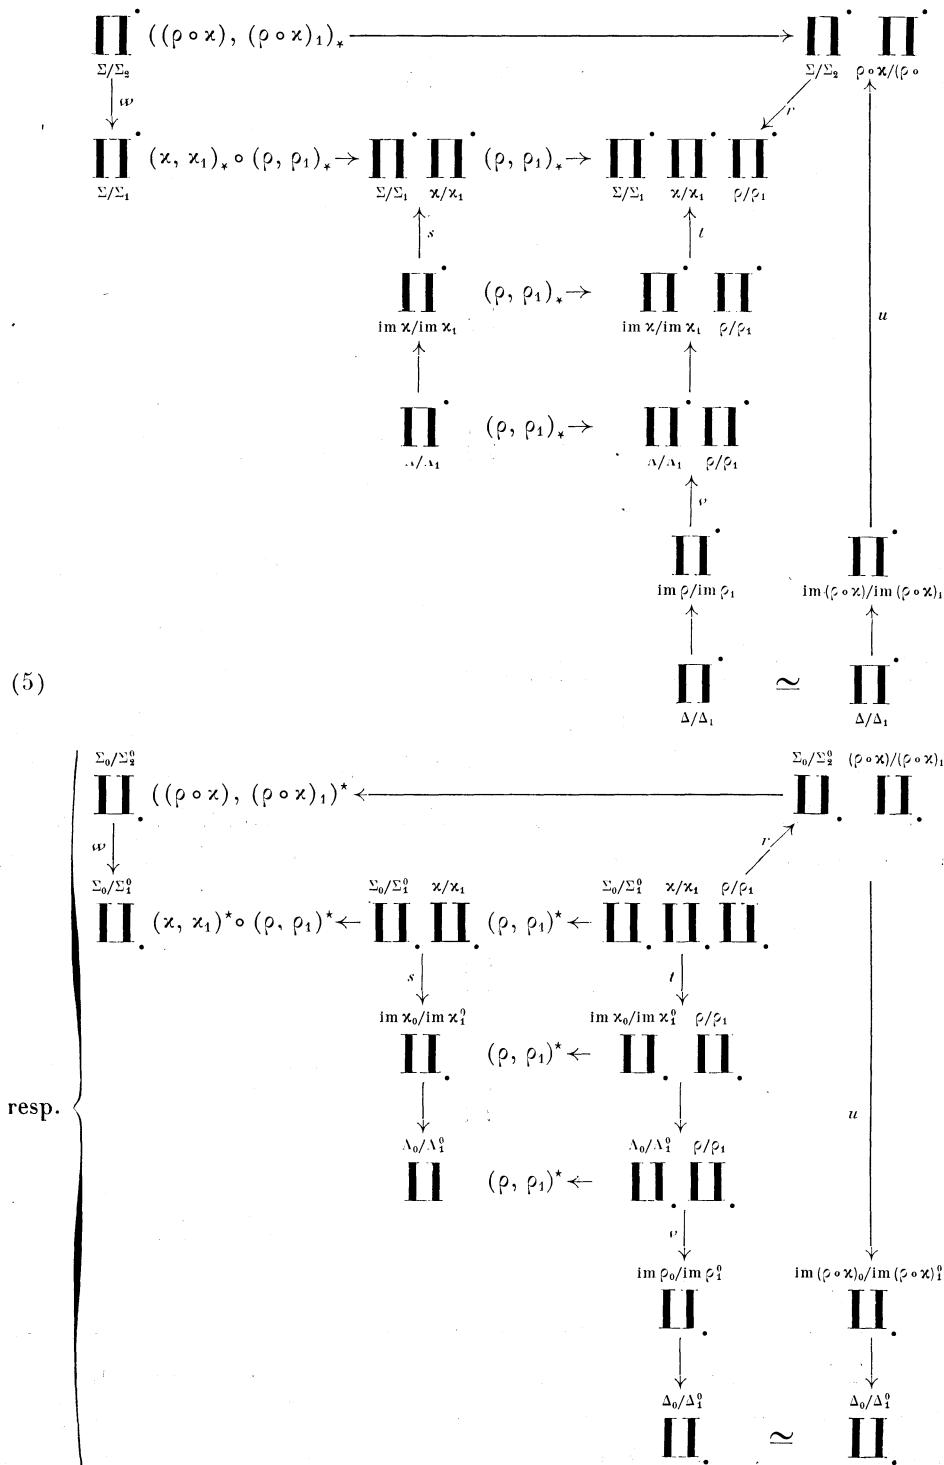 ∐• ((ρ∘ϰ), (ρ∘ϰ)₁)⁎ → ∐• ∐•
Σ/Σ₂ Σ/Σ₂ ρ∘ϰ/(ρ∘
w r
∐• (ϰ, ϰ₁)⁎ ∘ (ρ, ρ₁)⁎ → ∐• ∐• (ρ, ρ₁)⁎ → ∐• ∐• ∐•
Σ/Σ₁ Σ/Σ₁ ϰ/ϰ₁ Σ/Σ₁ ϰ/ϰ₁ ρ/ρ₁
s t
∐• (ρ, ρ₁)⁎ → ∐• ∐•
im ϰ/im ϰ₁ im ϰ/im ϰ₁ ρ/ρ₁
u
∐• (ρ, ρ₁)⁎ → ∐• ∐•
Λ/Λ₁ Λ/Λ₁ ρ/ρ₁
v
∐• ∐•
im ρ/im ρ₁ im (ρ∘ϰ)/im (ρ∘ϰ)₁
(5) ∐• ≃ ∐•
Δ/Δ₁ Δ/Δ₁
Σ₀/Σ₂⁰ Σ₀/Σ₂⁰ (ρ∘ϰ)/(ρ∘ϰ)₁
∐. ((ρ∘ϰ), (ρ∘ϰ)₁)* ← ∐. ∐.
w r
Σ₀/Σ₁⁰ Σ₀/Σ₁⁰ ϰ/ϰ₁ Σ₀/Σ₁⁰ ϰ/ϰ₁ ρ/ρ₁
∐. (ϰ, ϰ₁)* ∘ (ρ, ρ₁)* ← ∐. ∐. (ρ, ρ₁)* ← ∐. ∐. ∐.
s t
im ϰ₀/im ϰ₁⁰ im ϰ₀/im ϰ₁⁰ ρ/ρ₁
∐. (ρ, ρ₁)* ← ∐. ∐.
resp. u
Λ₀/Λ₁⁰ Λ₀/Λ₁⁰ ρ/ρ₁
∐ (ρ, ρ₁)* ← ∐. ∐.
v
im ρ₀/im ρ₁⁰ im (ρ∘ϰ)₀/im (ρ∘ϰ)₁⁰
∐. ∐.
Δ₀/Δ₁⁰ Δ₀/Δ₁⁰
∐. ≃ ∐.